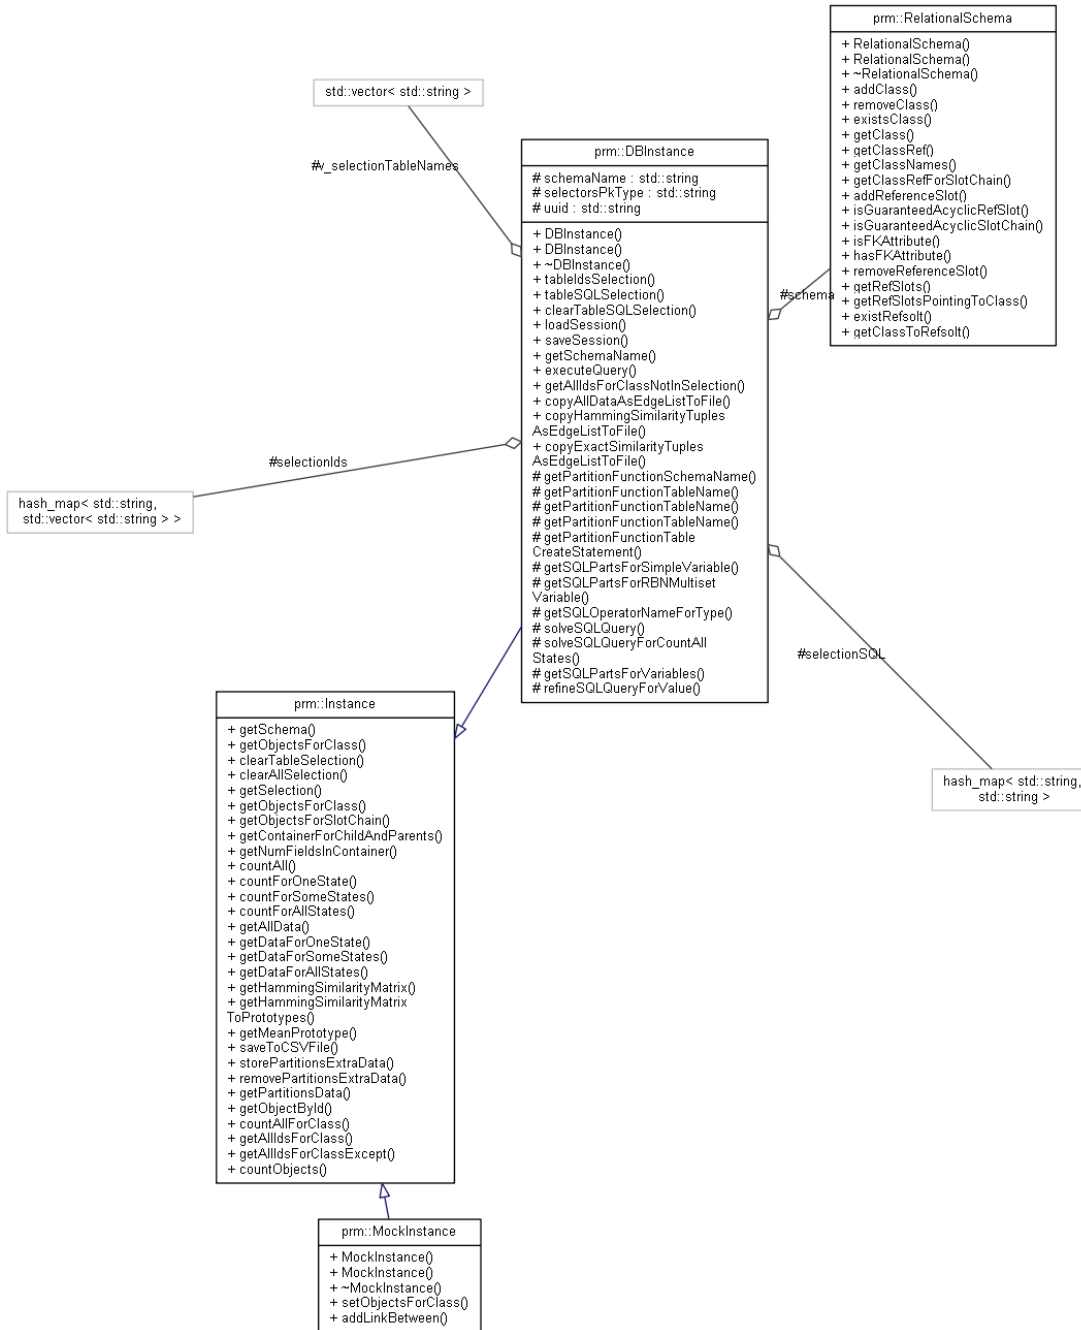 prm::RelationalSchema
+ RelationalSchema()
+ RelationalSchema()
+ ~RelationalSchema()
+ addClass()
+ removeClass()
+ existsClass()
+ getClass()
+ getClassRef()
+ getClassNames()
+ getClassRefForSlotChain()
+ addReferenceSlot()
+ isGuaranteedAcyclicRefSlot()
+ isGuaranteedAcyclicSlotChain()
+ isFKAttribute()
+ hasFKAttribute()
+ removeReferenceSlot()
+ getRefSlots()
+ getRefSlotsPointingToClass()
+ existRefsolt()
+ getClassToRefsolt()
std::vector< std::string >
#v_selectionTableNames
prm::DBInstance
# schemaName : std::string
# selectorsPkType : std::string
# uuid : std::string
+ DBInstance()
+ DBInstance()
+ ~DBInstance()
+ tableIdsSelection()
+ tableSQLSelection()
+ clearTableSQLSelection()
+ loadSession()
+ saveSession()
+ getSchemaName()
+ executeQuery()
+ getAllIdsForClassNotInSelection()
+ copyAllDataAsEdgeListToFile()
+ copyHammingSimilarityTuples
AsEdgeListToFile()
+ copyExactSimilarityTuples
AsEdgeListToFile()
# getPartitionFunctionSchemaName()
# getPartitionFunctionTableName()
# getPartitionFunctionTableName()
# getPartitionFunctionTableName()
# getPartitionFunctionTable
CreateStatement()
# getSQLPartsForSimpleVariable()
# getSQLPartsForRBNMultiset
Variable()
# getSQLOperatorNameForType()
# solveSQLQuery()
# solveSQLQueryForCountAll
States()
# getSQLPartsForVariables()
# refineSQLQueryForValue()
#schema
#selectionIds
hash_map< std::string,
std::vector< std::string > >
#selectionSQL
hash_map< std::string,
std::string >
prm::Instance
+ getSchema()
+ getObjectsForClass()
+ clearTableSelection()
+ clearAllSelection()
+ getSelection()
+ getObjectsForClass()
+ getObjectsForSlotChain()
+ getContainerForChildAndParents()
+ getNumFieldsInContainer()
+ countAll()
+ countForOneState()
+ countForSomeStates()
+ countForAllStates()
+ getAllData()
+ getDataForOneState()
+ getDataForSomeStates()
+ getDataForAllStates()
+ getHammingSimilarityMatrix()
+ getHammingSimilarityMatrix
ToPrototypes()
+ getMeanPrototype()
+ saveToCSVFile()
+ storePartitionsExtraData()
+ removePartitionsExtraData()
+ getPartitionsData()
+ getObjectById()
+ countAllForClass()
+ getAllIdsForClass()
+ getAllIdsForClassExcept()
+ countObjects()
prm::MockInstance
+ MockInstance()
+ MockInstance()
+ ~MockInstance()
+ setObjectsForClass()
+ addLinkBetween()